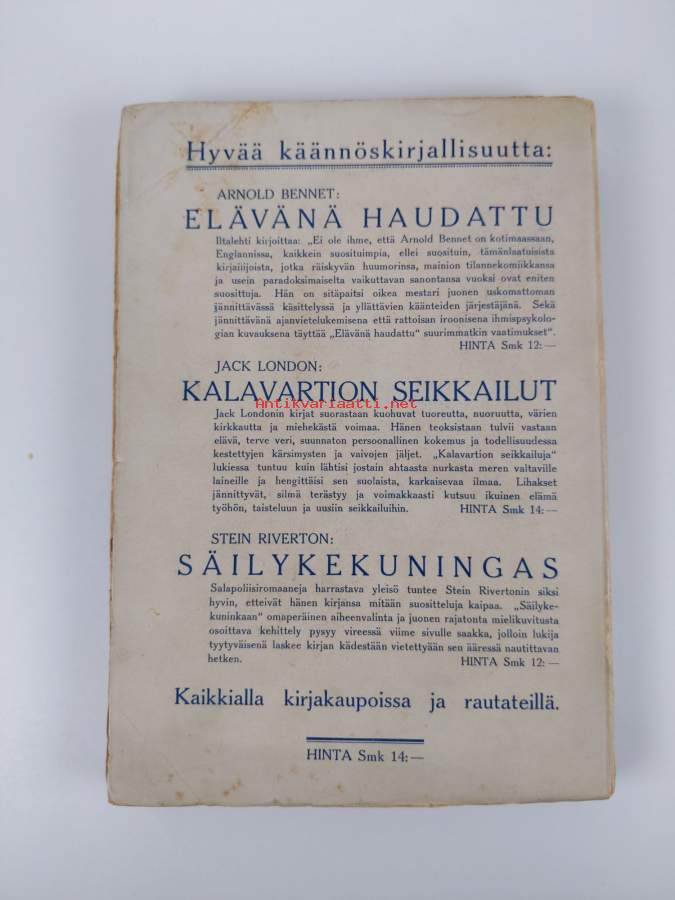 Hyvää käännöskirjallisuutta:
ARNOLD BENNET:
ELÄVÄNÄ HAUDATTU
Iltalehti kirjoittaa: „Ei ole ihme, että Arnold Bennet on kotimaassaan,
Englannissa, kaikkein suosituimpia, ellei suosituin, tämänlaatuisista
kirjailijoista, jotka räiskyvän huumorinsa, mainion tilannekomiikkansa
ja usein paradoksimaiselta vaikuttavan sanontansa vuoksi ovat eniten
suosittuja. Hän on sitäpaitsi oikea mestari juonen uskomattoman
jännittävässä käsittelyssä ja yllättävien käänteiden järjestäjänä. Sekä
jännittävänä ajanvietelukemisena että rattoisan iroonisena ihmispsykolo-
gian kuvauksena täyttää „Elävänä haudattu“ suurimmatkin vaatimukset“.
HINTA Smk 12:—
JACK LONDON:
KALAVARTION SEIKKAILUT
Antikvariaatti.net
Jack Londonin kirjat suorastaan kuohuvat tuoreutta, nuoruutta, värien
kirkkautta ja miehekästä voimaa. Hänen teoksistaan tulvii vastaan
elävä, terve veri, suunnaton persoonallinen kokemus ja todellisuudessa
kestettyjen kärsimysten ja vaivojen jäljet. „Kalavartion seikkailuja“
lukiessa tuntuu kuin lähtisi jostain ahtaasta nurkasta meren valtaville
laineille ja hengittäisi sen suolaista, karkaisevaa ilmaa. Lihakset
jännittyvät, silmä terästyy ja voimakkaasti kutsuu ikuinen elämä
työhön, taisteluun ja uusiin seikkailuihin. HINTA Smk 14:—
STEIN RIVERTON:
SÄILYKEKUNINGAS
Salapoliisiromaaneja harrastava yleisö tuntee Stein Rivertonin siksi
hyvin, etteivät hänen kirjansa mitään suositteluja kaipaa. „Säilyke-
kuninkaan“ omaperäinen aiheenvalinta ja juonen rajatonta mielikuvitusta
osoittava kehittely pysyy vireessä viime sivulle saakka, jolloin lukija
tyytyväisenä laskee kirjan kädestään vietettyään sen ääressä nautittavan
hetken. HINTA Smk 12:—
Kaikkialla kirjakaupoissa ja rautateillä.
HINTA Smk 14:—